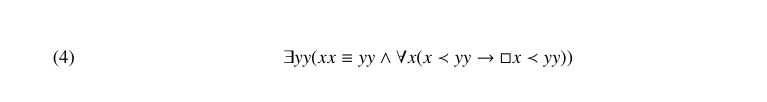 (4) ∃yy(xx ≡ yy ∧ ∀x(x ≺ yy → □x ≺ yy))